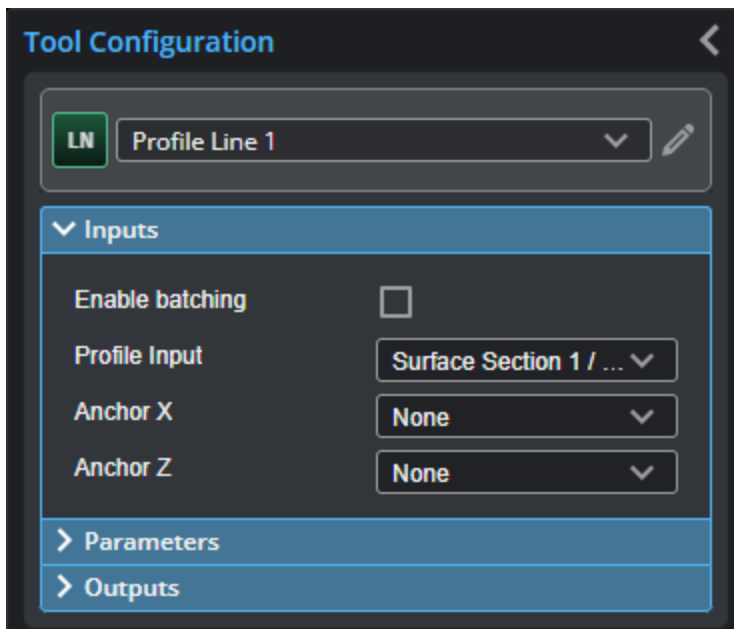 Tool Configuration
LN Profile Line 1
Inputs
Enable batching
Profile Input Surface Section 1 / ...
Anchor X None
Anchor Z None
Parameters
Outputs